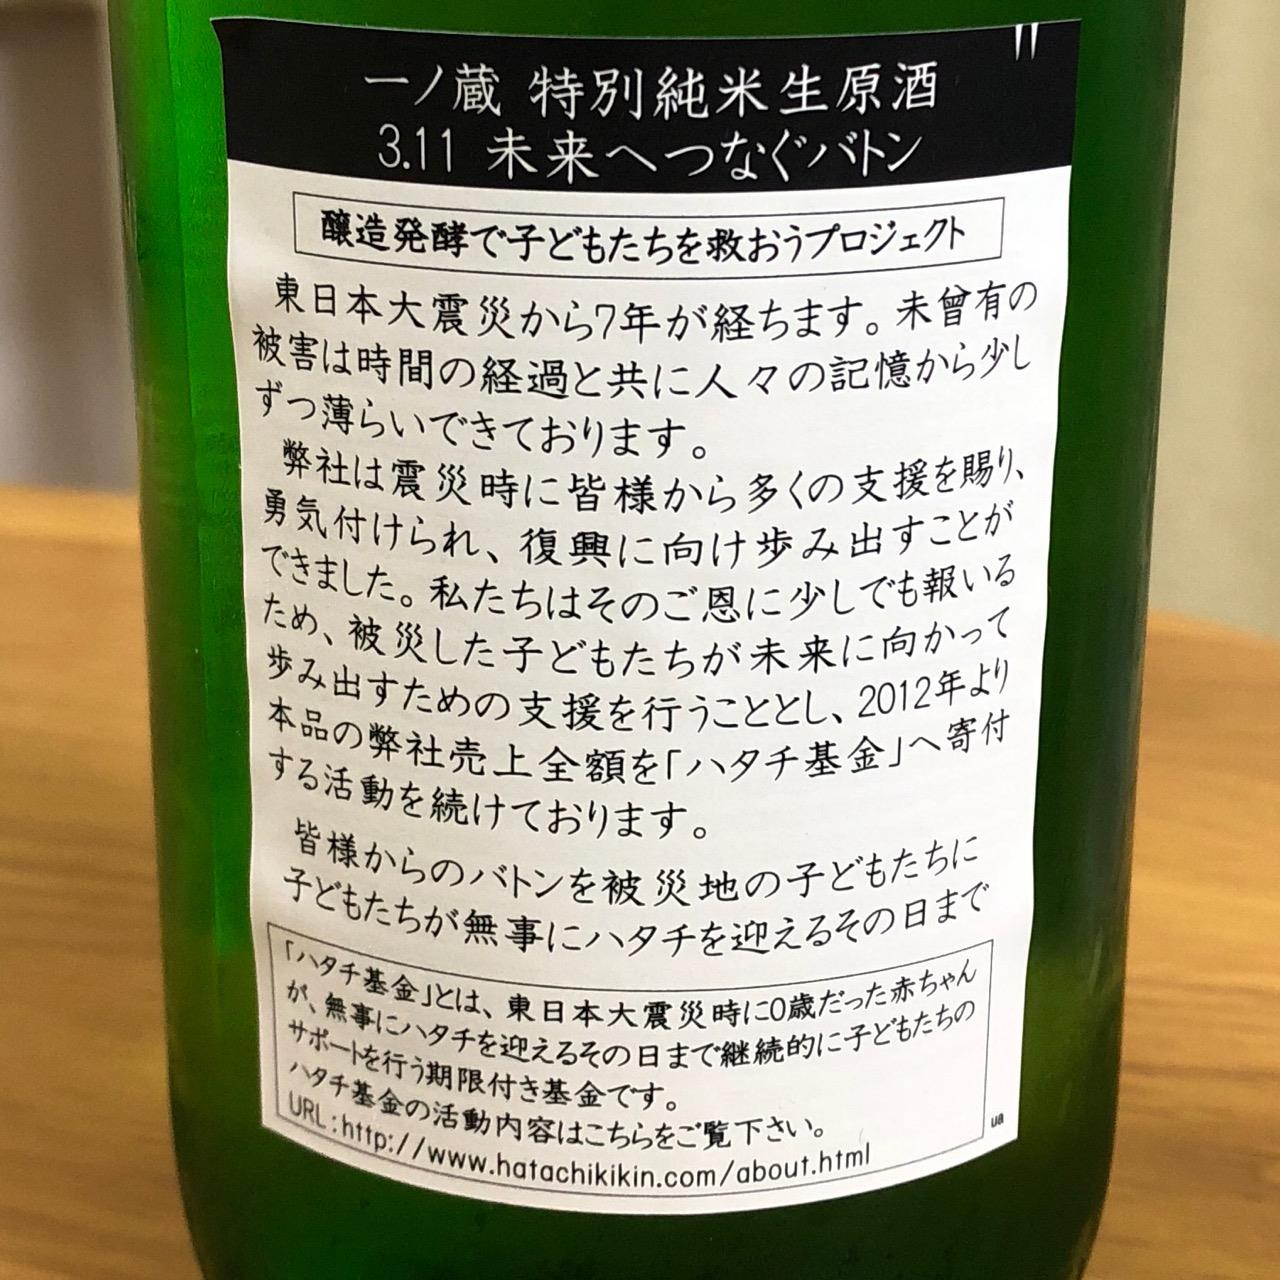 一ノ蔵 特別純米生原酒
3.11 未来へつなぐバトン
醸造発酵で子どもたちを救おうプロジェクト
東日本大震災から7年が経ちます。未曾有の
被害は時間の経過と共に人々の記憶から少し
ずつ薄らいできております。
弊社は震災時に皆様から多くの支援を賜り、
勇気付けられ、復興に向け歩み出すことが
できました。私たちはそのご恩に少しでも報いる
ため、被災した子どもたちが未来に向かって
歩み出すための支援を行うこととし、2012年より
本品の弊社売上全額を「ハタチ基金」へ寄付
する活動を続けております。
皆様からのバトンを被災地の子どもたちに
子どもたちが無事にハタチを迎えるその日まで
「ハタチ基金」とは、東日本大震災時に0歳だった赤ちゃん
が、無事にハタチを迎えるその日まで継続的に子どもたちの
サポートを行う期限付き基金です。
ハタチ基金の活動内容はこちらをご覧下さい。
URL:http://www.hatachikikin.com/about.html
ua